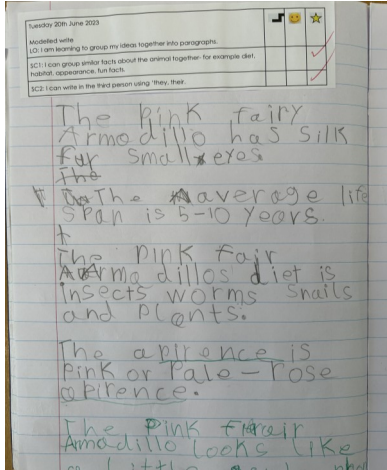 Tuesday 20th June 2023
Modelled write
LO: I am learning to group my ideas together into paragraphs.
SC1: I can group similar facts about the animal together- for example diet,
habitat, appearance, fun facts.
SC2: I can write in the third person using 'they, their.
The Pink fairy
Armodillo has Silk
fur small eyes.
The
The average life
Span is 5-10 years.
The Pink fair
Armo dillos diet is
insects worms Snails
and Plants.
The apirence is
Pink or Pale-rose
apirence.
The Pink
Armodillo Looks Like
a little